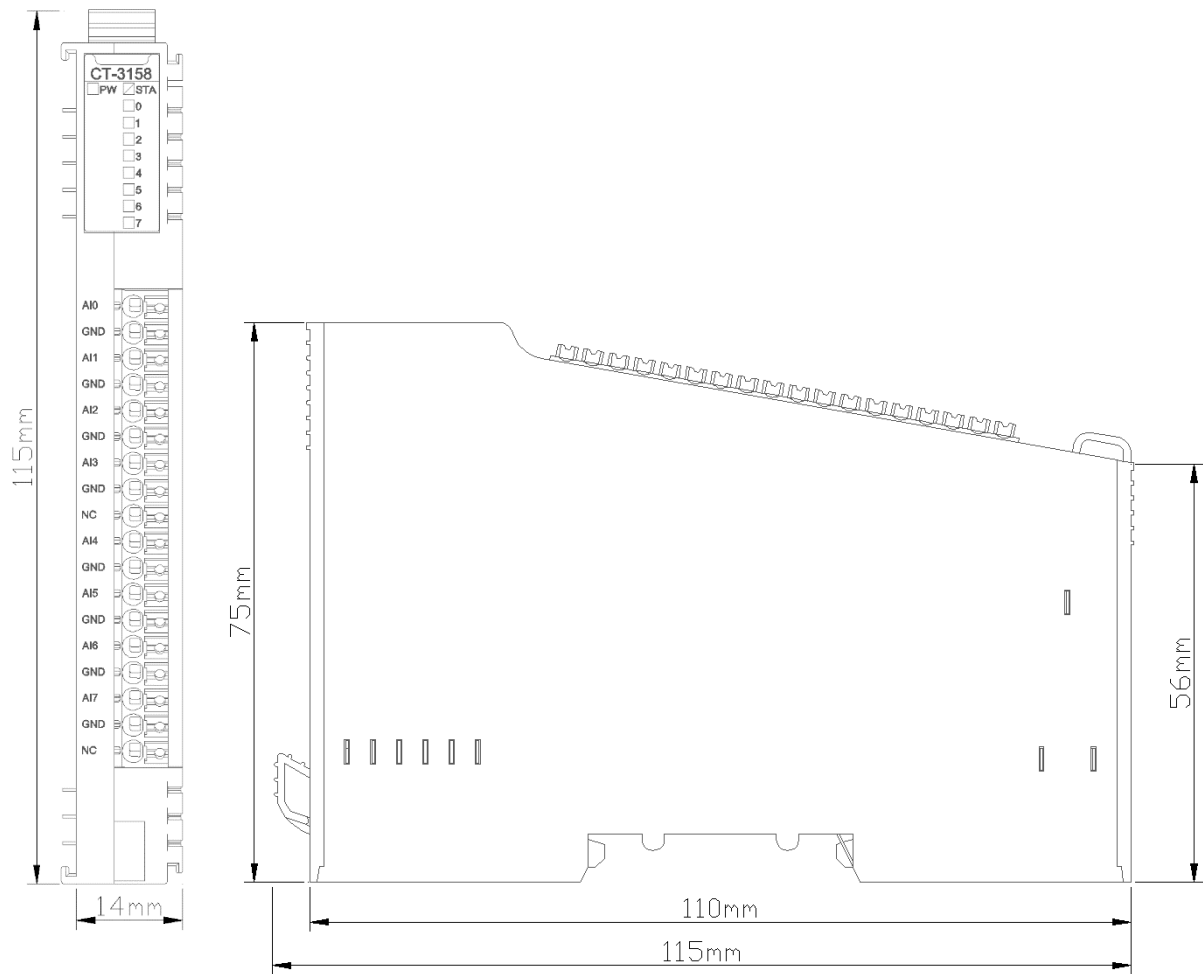 CT-3158
PW STA
0
1
2
3
4
5
6
7
AI0
GND
AI1
GND
AI2
GND
AI3
GND
NC
AI4
GND
AI5
GND
AI6
GND
AI7
GND
NC
115mm
14mm
75mm
56mm
110mm
115mm